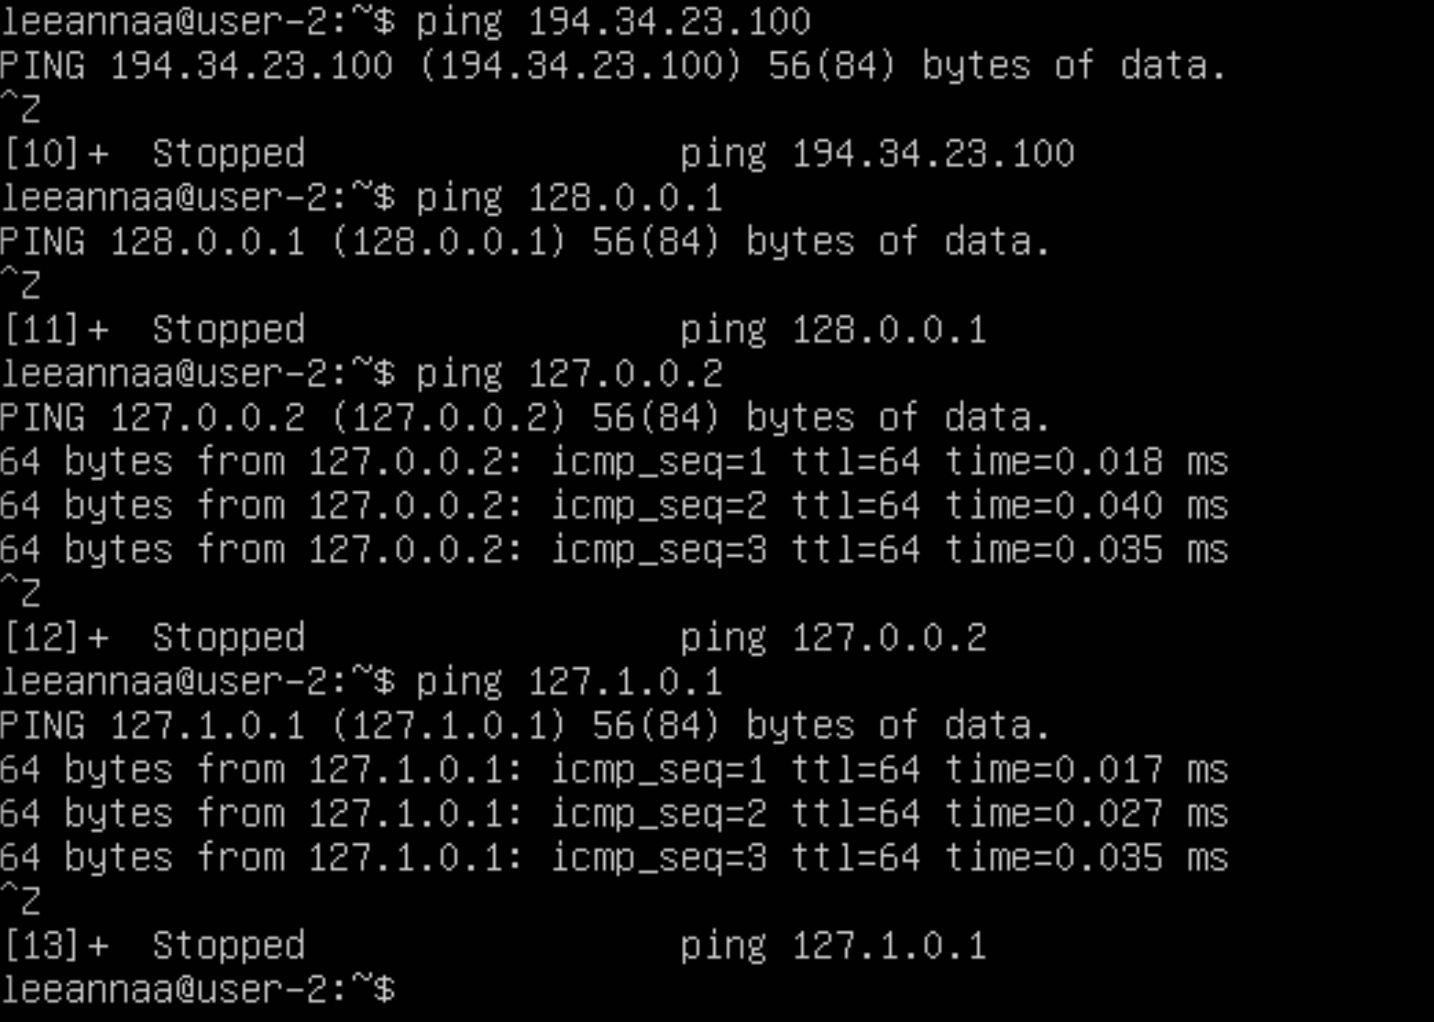 leeannaa@user-2:~$ ping 194.34.23.100
PING 194.34.23.100 (194.34.23.100) 56(84) bytes of data.
^Z
[10]+  Stopped                 ping 194.34.23.100
leeannaa@user-2:~$ ping 128.0.0.1
PING 128.0.0.1 (128.0.0.1) 56(84) bytes of data.
^Z
[11]+  Stopped                 ping 128.0.0.1
leeannaa@user-2:~$ ping 127.0.0.2
PING 127.0.0.2 (127.0.0.2) 56(84) bytes of data.
64 bytes from 127.0.0.2: icmp_seq=1 ttl=64 time=0.018 ms
64 bytes from 127.0.0.2: icmp_seq=2 ttl=64 time=0.040 ms
64 bytes from 127.0.0.2: icmp_seq=3 ttl=64 time=0.035 ms
^Z
[12]+  Stopped                 ping 127.0.0.2
leeannaa@user-2:~$ ping 127.1.0.1
PING 127.1.0.1 (127.1.0.1) 56(84) bytes of data.
64 bytes from 127.1.0.1: icmp_seq=1 ttl=64 time=0.017 ms
64 bytes from 127.1.0.1: icmp_seq=2 ttl=64 time=0.027 ms
64 bytes from 127.1.0.1: icmp_seq=3 ttl=64 time=0.035 ms
^Z
[13]+  Stopped                 ping 127.1.0.1
leeannaa@user-2:~$